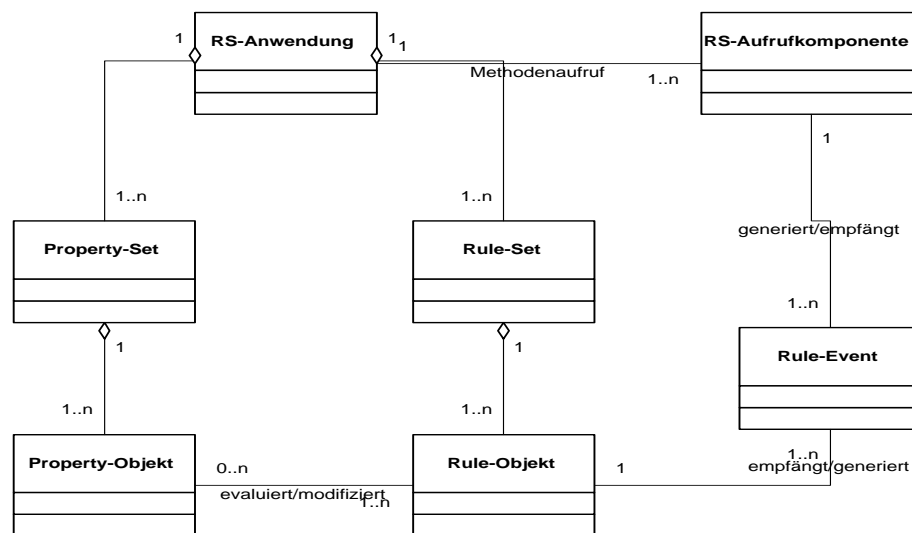 1
RS-Anwendung
1
1
RS-Aufrufkomponente
Methodenaufruf
1..n
1
1..n
1..n
Property-Set
Rule-Set
generiert/empfängt
1..n
1
1
Rule-Event
1..n
1..n
Property-Objekt
0..n
Rule-Objekt
1
1..n
empfängt/generiert
evaluiert/modifiziert
1..n